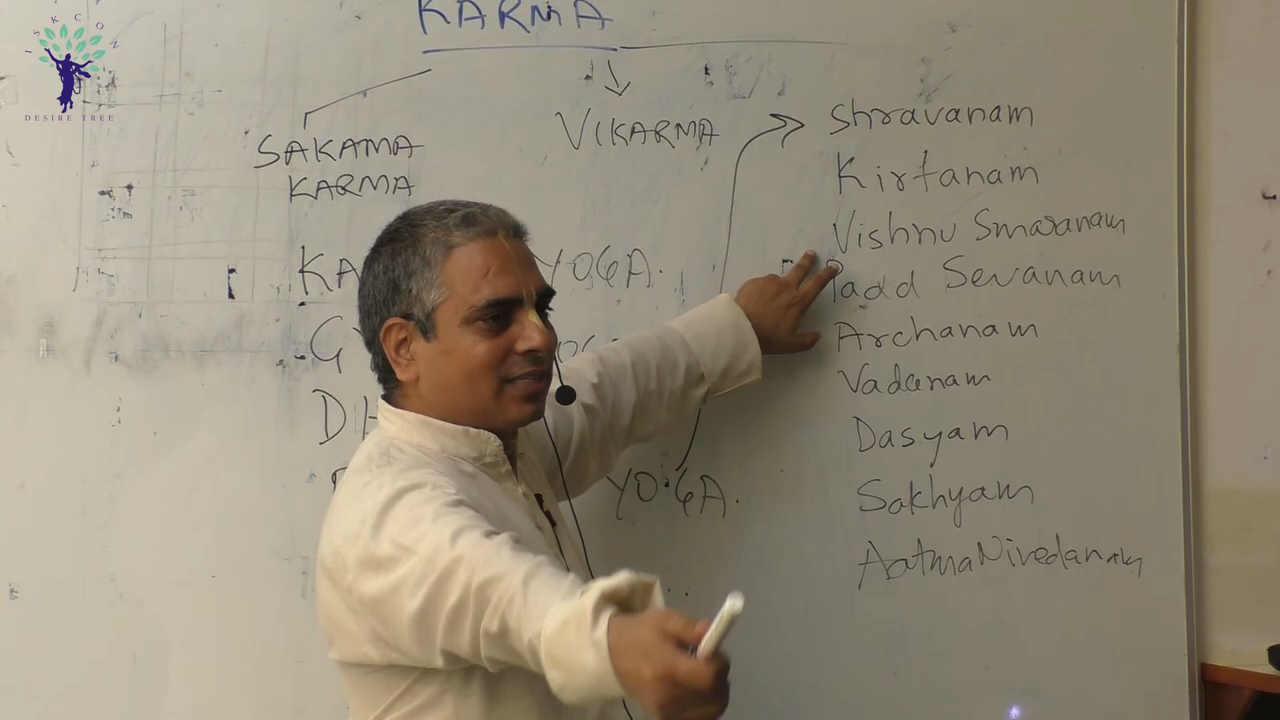 ISKCON
DESIRE TREE
KARMA
SAKAMA
KARMA
VIKARMA
YOGA.
YOGA.
Shravanam
Kirtanam
Vishnu Smaranam
Padd Sevanam
Archanam
Vadanam
Dasyam
Sakhyam
AatmaNivedanam